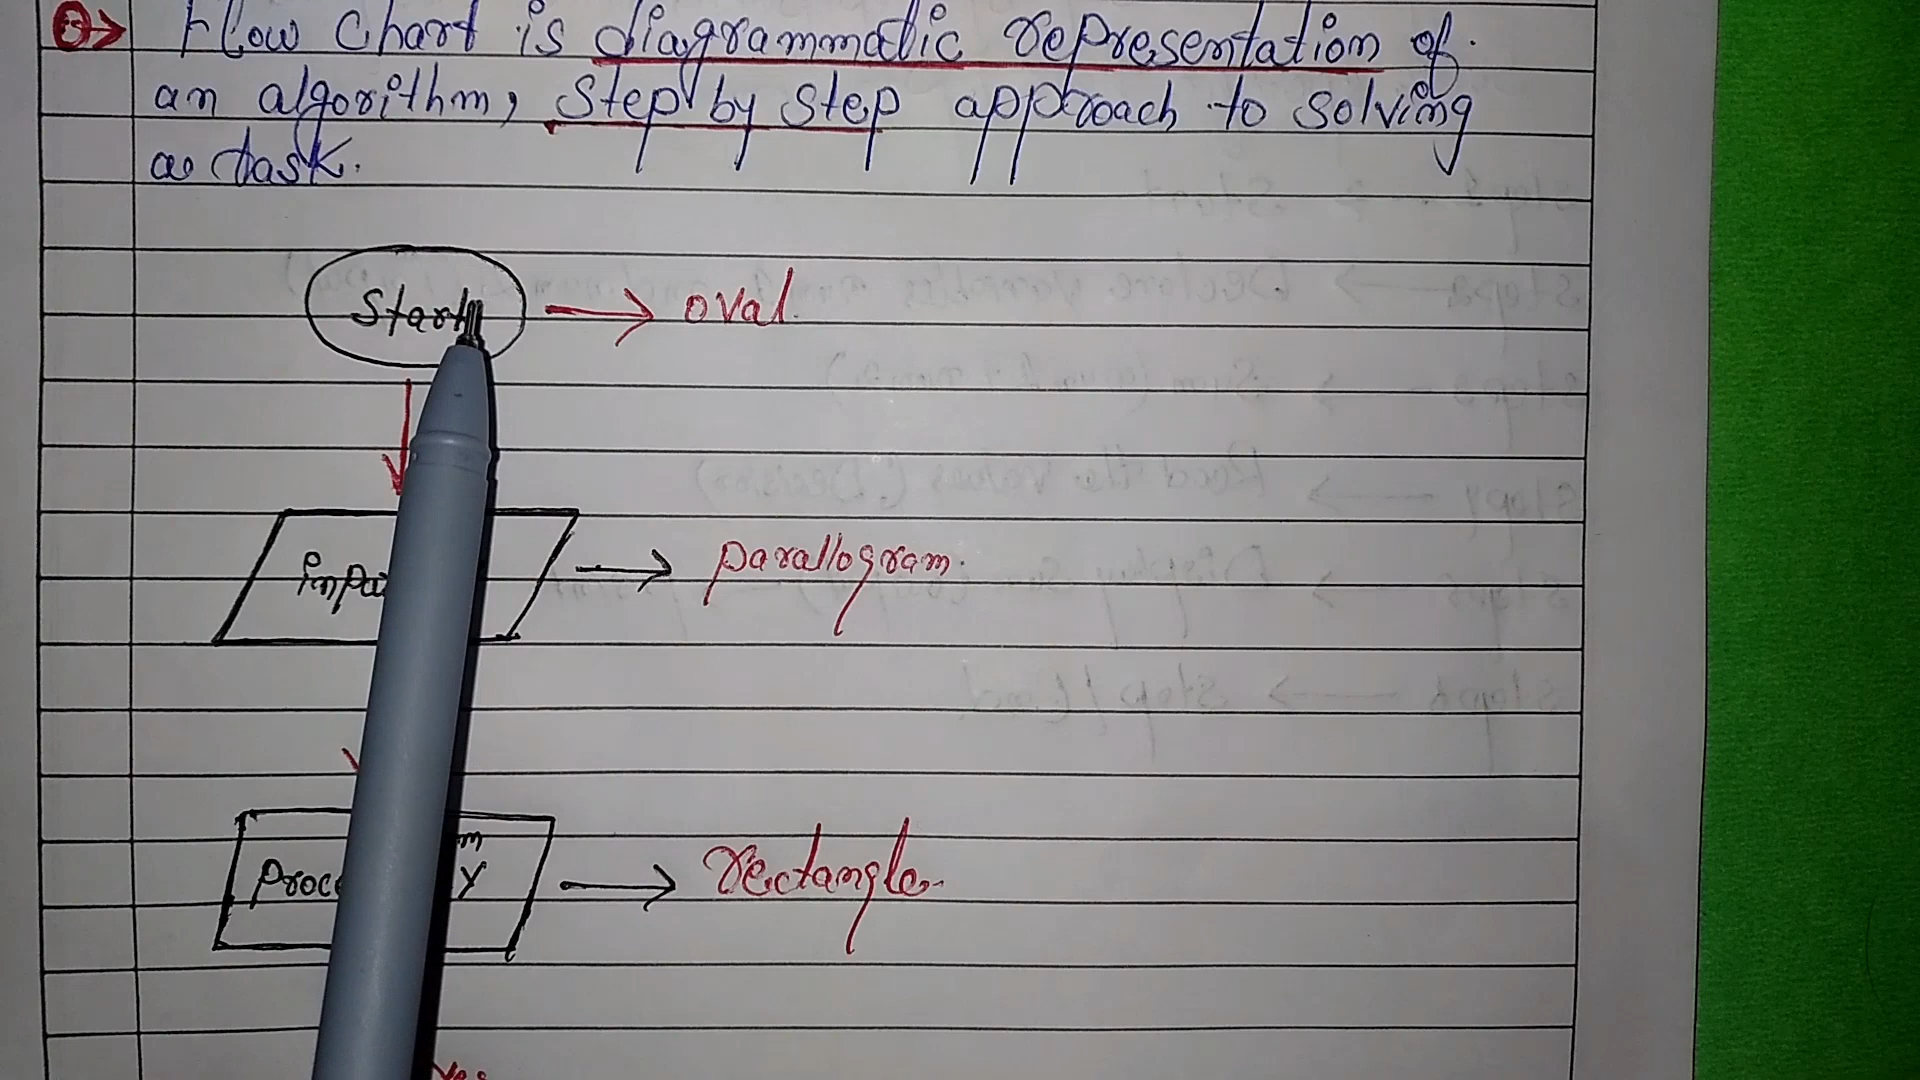 Flow Chart is diagrammatic representation of
an algorithm, Step by Step approach to Solving
a task.
Start → oval
→ parallogram.
→ rectangle.